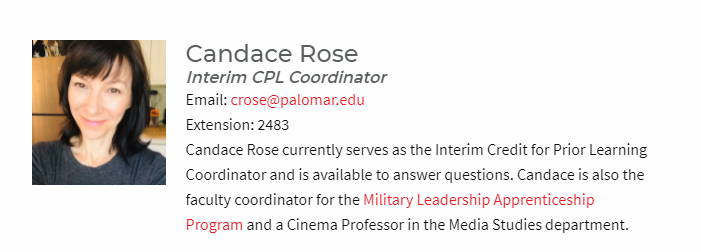 Candace Rose
Interim CPL Coordinator
Email: crose@palomar.edu
Extension: 2483
Candace Rose currently serves as the Interim Credit for Prior Learning
Coordinator and is available to answer questions. Candace is also the
faculty coordinator for the Military Leadership Apprenticeship
Program and a Cinema Professor in the Media Studies department.